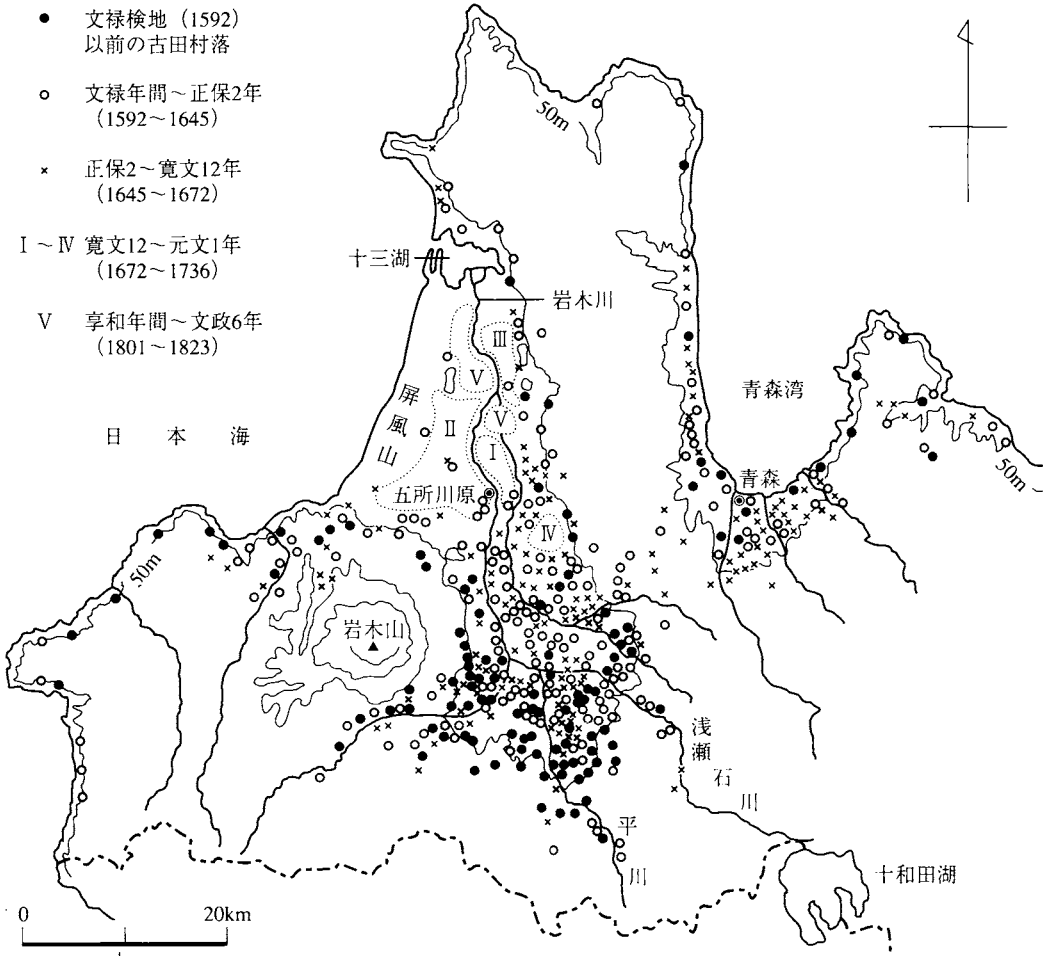 ● 文禄検地 (1592)
以前の古田村落
○ 文禄年間～正保2年
(1592～1645)
× 正保2～寛文12年
(1645～1672)
Ⅰ～Ⅳ 寛文12～元文1年
(1672～1736)
Ⅴ 享和年間～文政6年
(1801～1823)
50m
十三湖
岩木川
Ⅲ
Ⅴ
青森湾
屏風山
Ⅱ
Ⅴ
日本海
Ⅰ
50m
五所川原
青森
Ⅳ
50m
岩木山
浅瀬石川
平川
十和田湖
0 20km